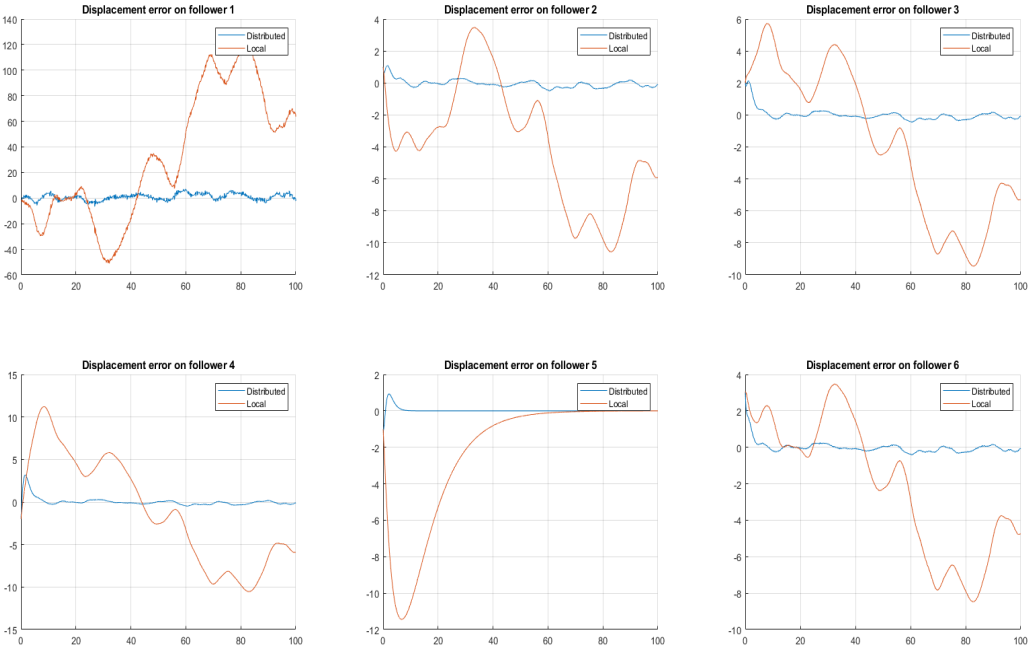 Displacement error on follower 1
140
120
100
80
60
40
20
0
-20
-40
-60
0 20 40 60 80 100
Distributed
Local
Displacement error on follower 2
4
2
0
-2
-4
-6
-8
-10
-12
0 20 40 60 80 100
Distributed
Local
Displacement error on follower 3
6
4
2
0
-2
-4
-6
-8
-10
0 20 40 60 80 100
Distributed
Local
Displacement error on follower 4
15
10
5
0
-5
-10
-15
0 20 40 60 80 100
Distributed
Local
Displacement error on follower 5
2
0
-2
-4
-6
-8
-10
-12
0 20 40 60 80 100
Distributed
Local
Displacement error on follower 6
4
2
0
-2
-4
-6
-8
-10
0 20 40 60 80 100
Distributed
Local